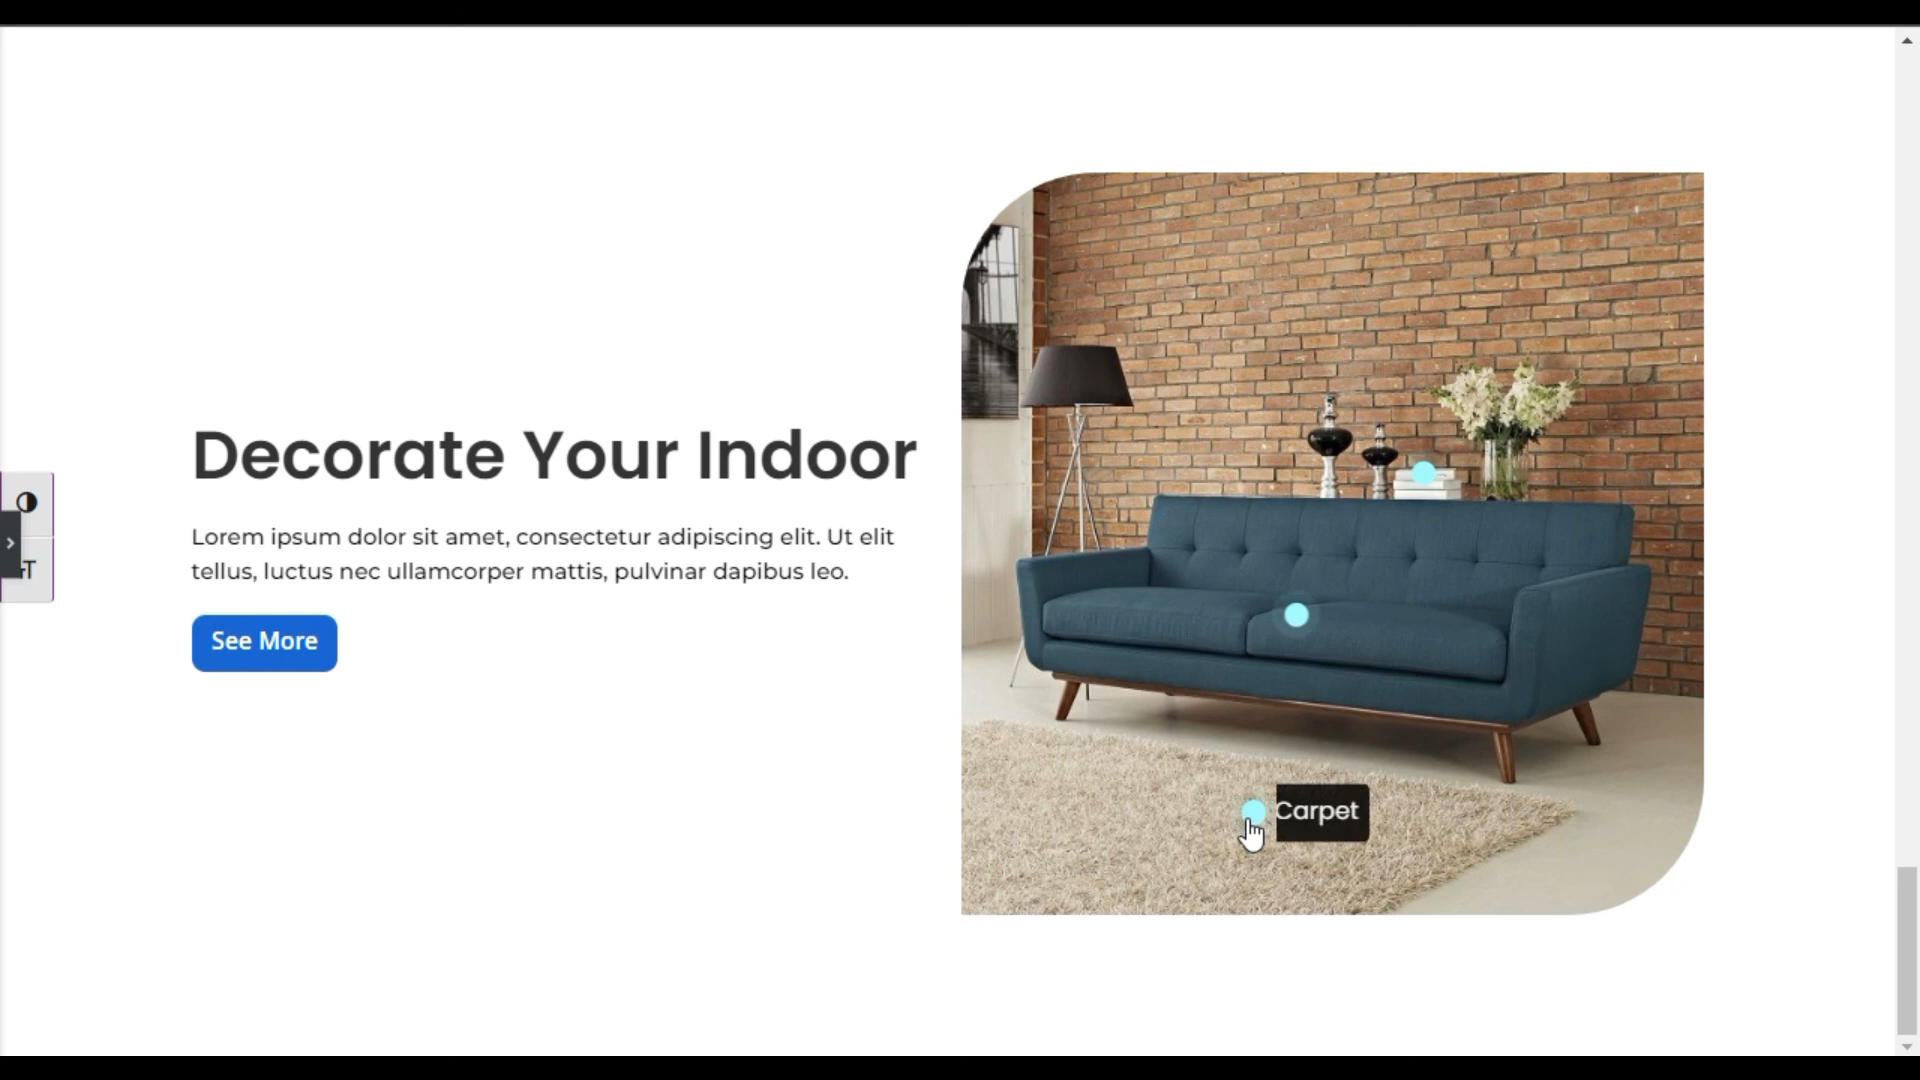 Decorate Your Indoor
Lorem ipsum dolor sit amet, consectetur adipiscing elit. Ut elit
tellus, luctus nec ullamcorper mattis, pulvinar dapibus leo.
See More
Carpet